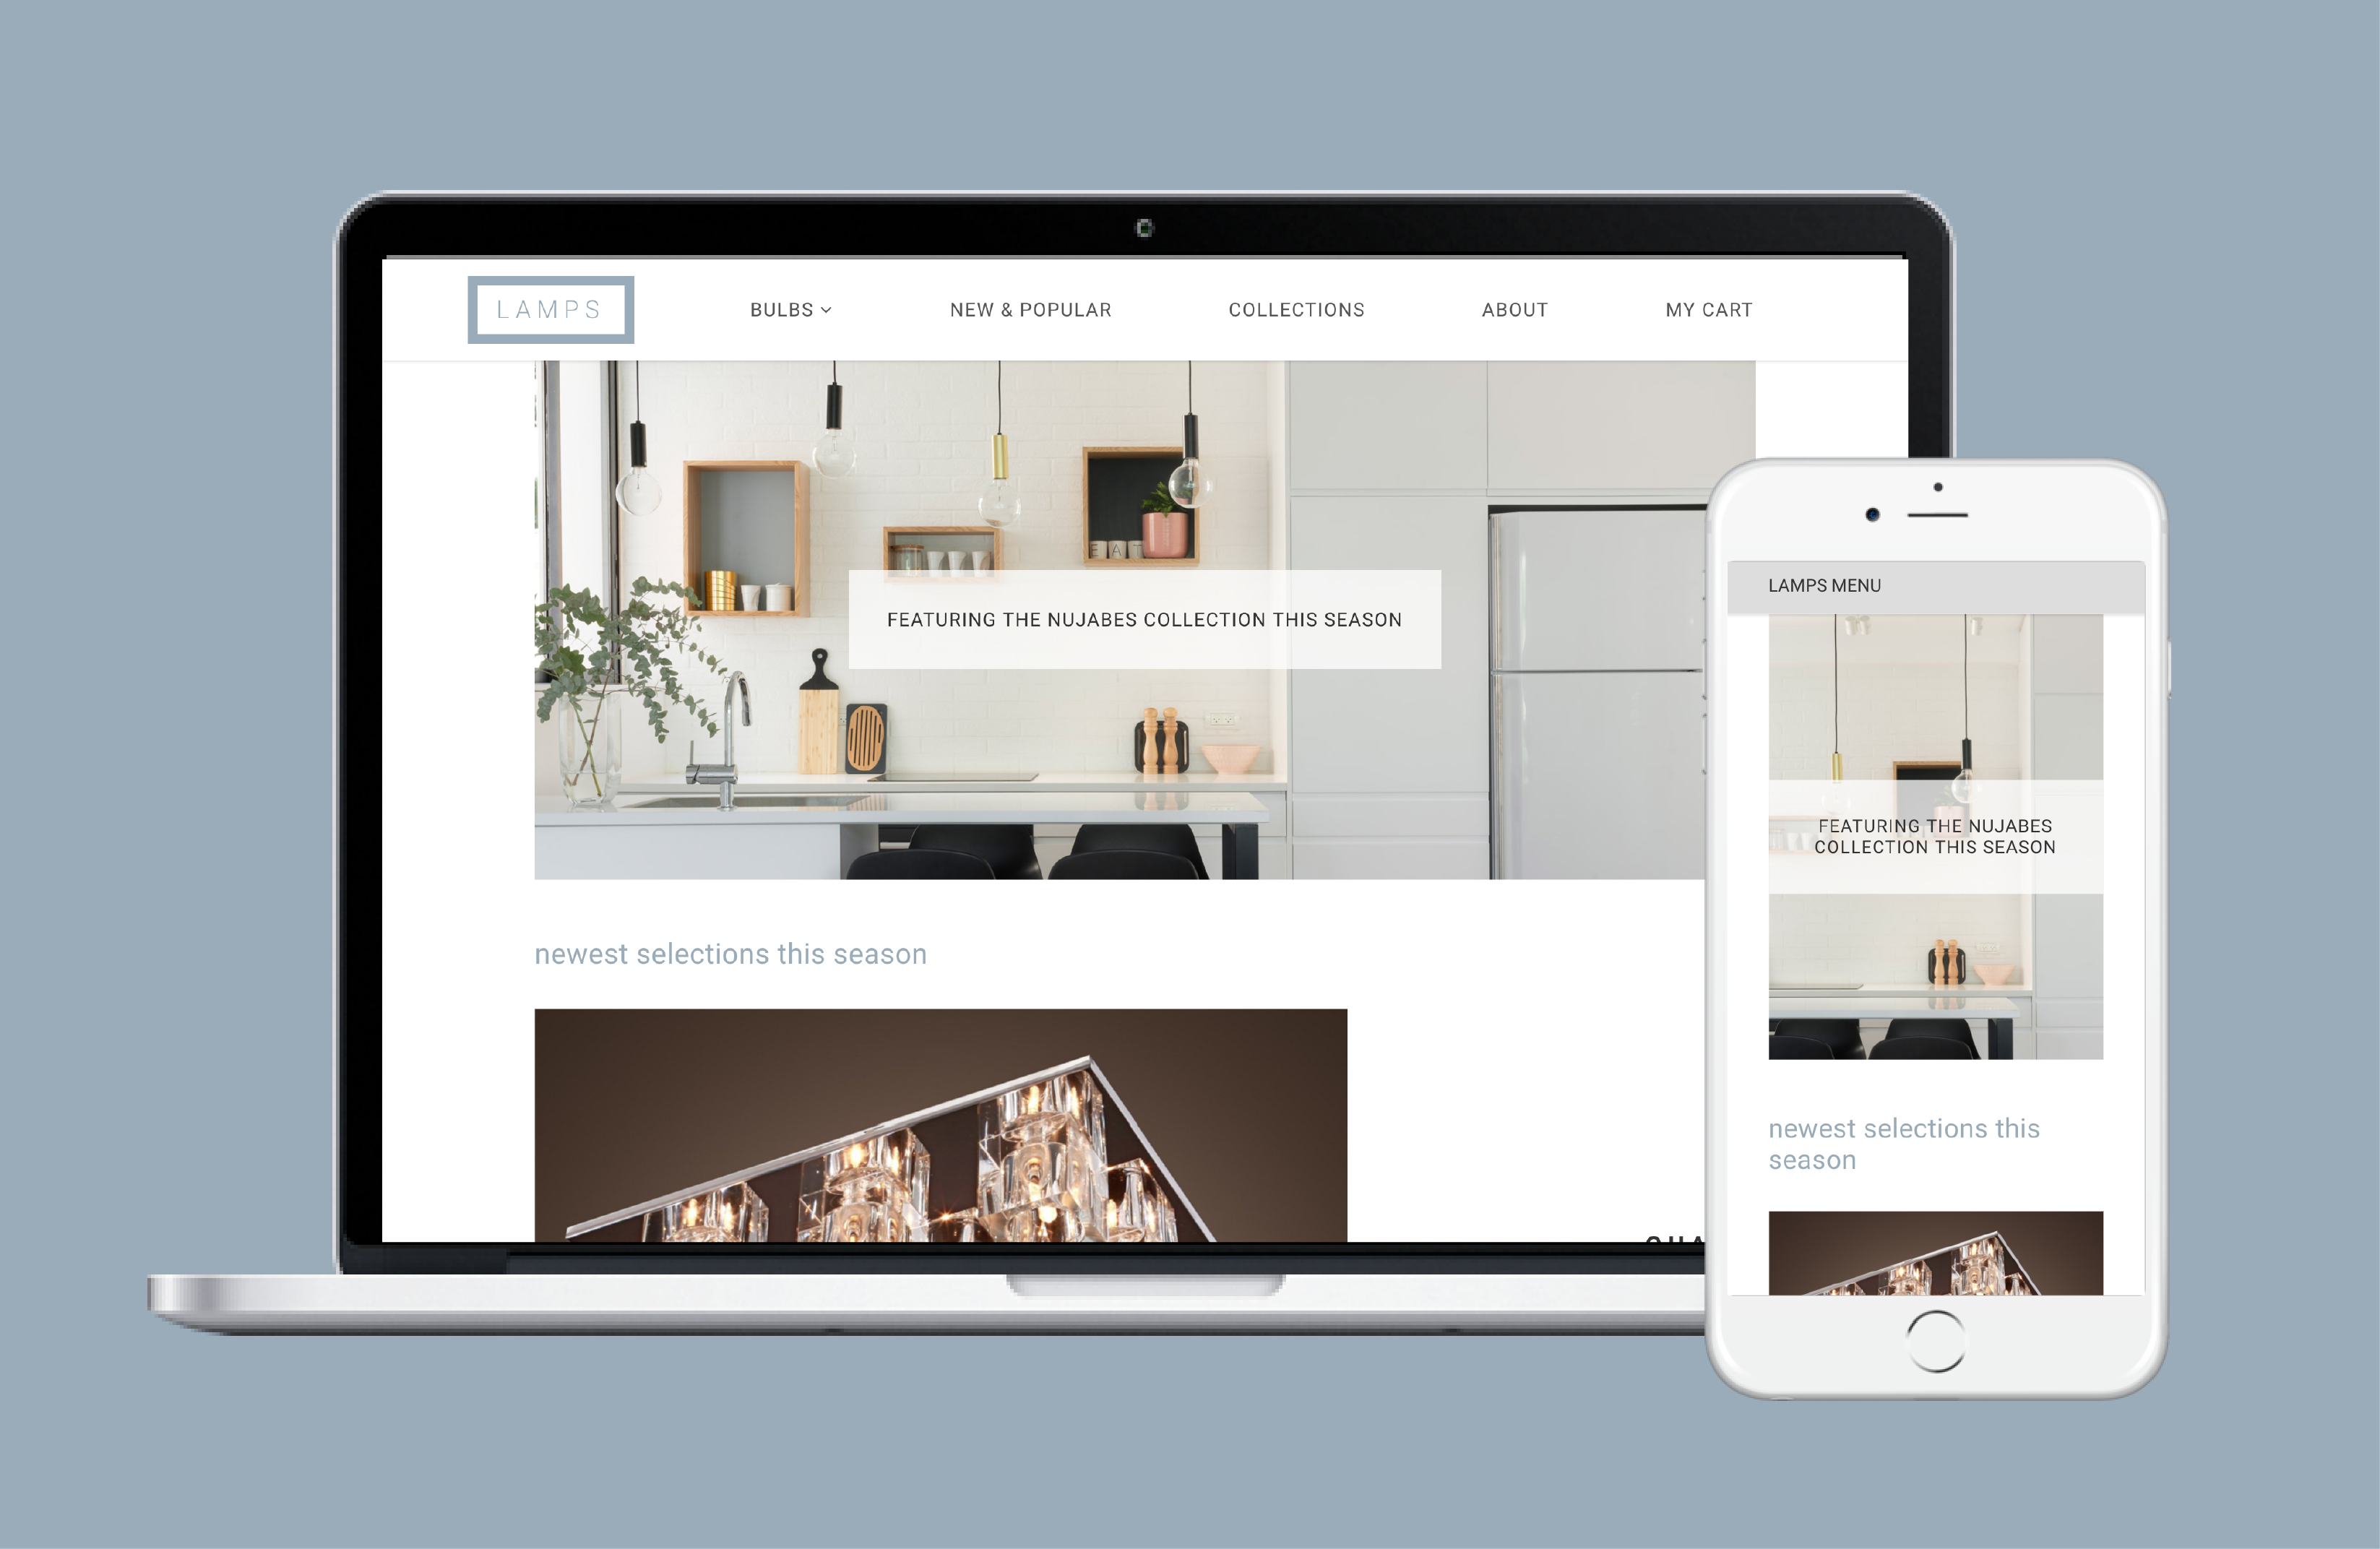 LAMPS
BULBS
NEW & POPULAR
COLLECTIONS
ABOUT
MY CART
EAT
FEATURING THE NUJABES COLLECTION THIS SEASON
newest selections this season
LAMPS MENU
FEATURING THE NUJABES
COLLECTION THIS SEASON
newest selections this
season